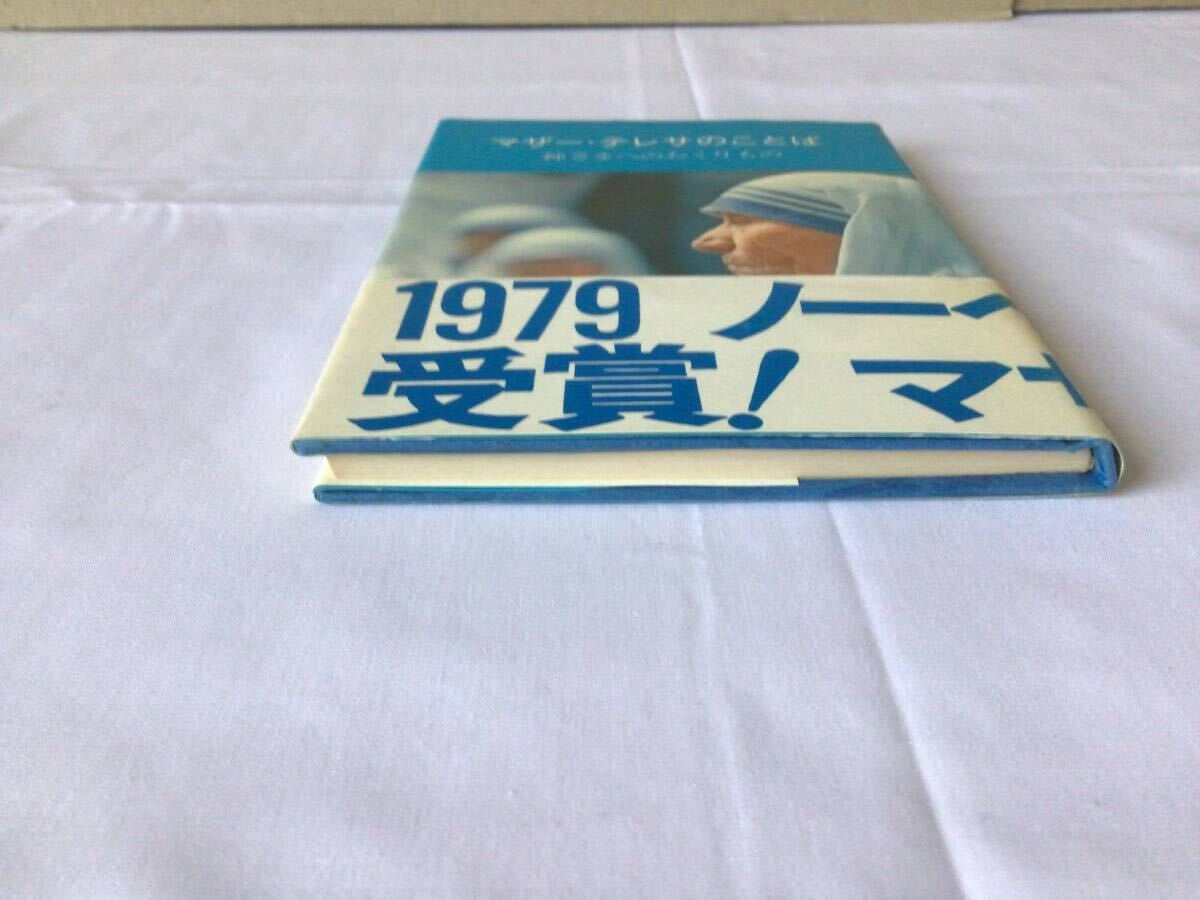 マザー・テレサのことば
神さまへのおくりもの
1979 ノー
受賞! マ